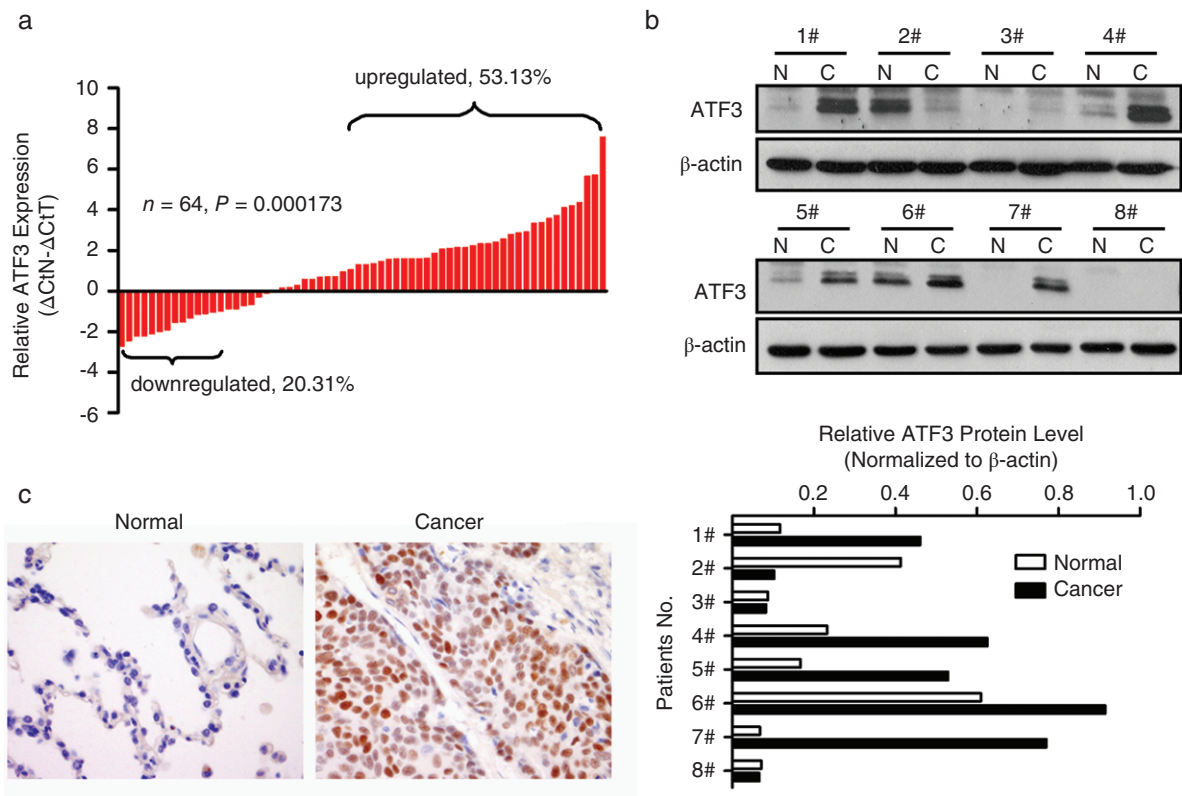 a
10
8
6
4
2
0
-2
-4
-6
Relative ATF3 Expression
(ΔCtN-ΔCtT)
upregulated, 53.13%
n = 64, P = 0.000173
downregulated, 20.31%
b
1# 2# 3# 4#
N C N C N C N C
ATF3
β-actin
5# 6# 7# 8#
N C N C N C N C
ATF3
β-actin
Relative ATF3 Protein Level
(Normalized to β-actin)
0.2 0.4 0.6 0.8 1.0
Patients No.
1#
2#
3#
4#
5#
6#
7#
8#
Normal
Cancer
c
Normal Cancer